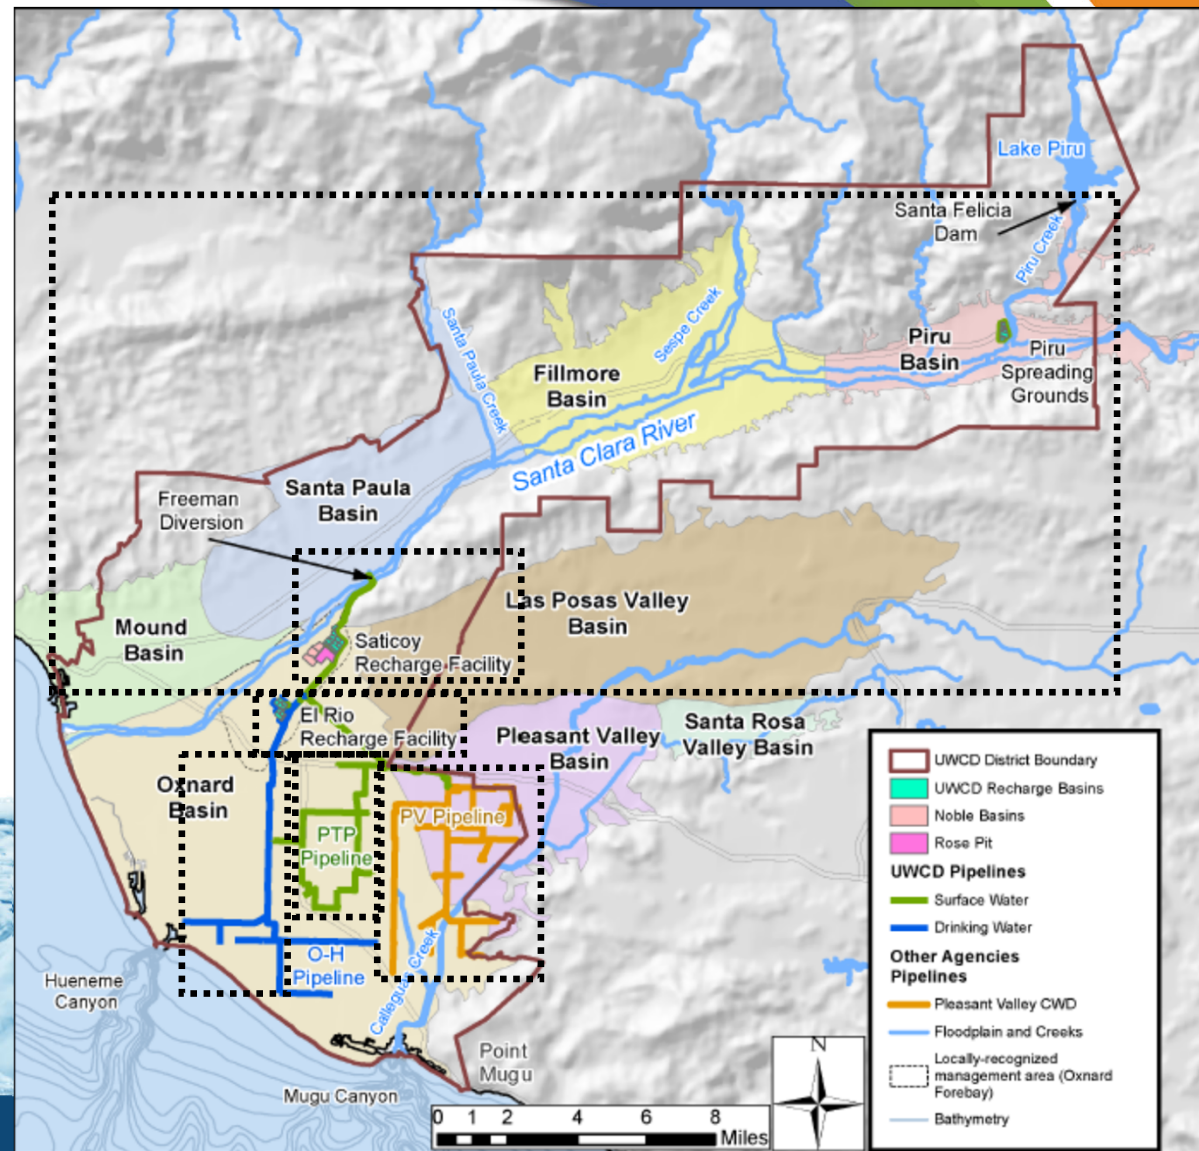 Lake Piru
Santa Felicia
Dam
Piru Creek
Santa Paula Creek
Sespe Creek
Piru
Basin
Piru
Spreading
Grounds
Fillmore
Basin
Santa Clara River
Santa Paula
Basin
Freeman
Diversion
Las Posas Valley
Basin
Mound
Basin
Saticoy
Recharge Facility
El Rio
Recharge Facility
Pleasant Valley
Basin
Santa Rosa
Valley Basin
Oxnard
Basin
PTP
Pipeline
PV Pipeline
O-H
Pipeline
Calleguas Creek
Hueneme
Canyon
Mugu Canyon
Point
Mugu
UWCD District Boundary
UWCD Recharge Basins
Noble Basins
Rose Pit
UWCD Pipelines
Surface Water
Drinking Water
Other Agencies
Pipelines
Pleasant Valley CWD
Floodplain and Creeks
Locally-recognized
management area (Oxnard
Forebay)
Bathymetry
N
0 1 2 4 6 8
Miles